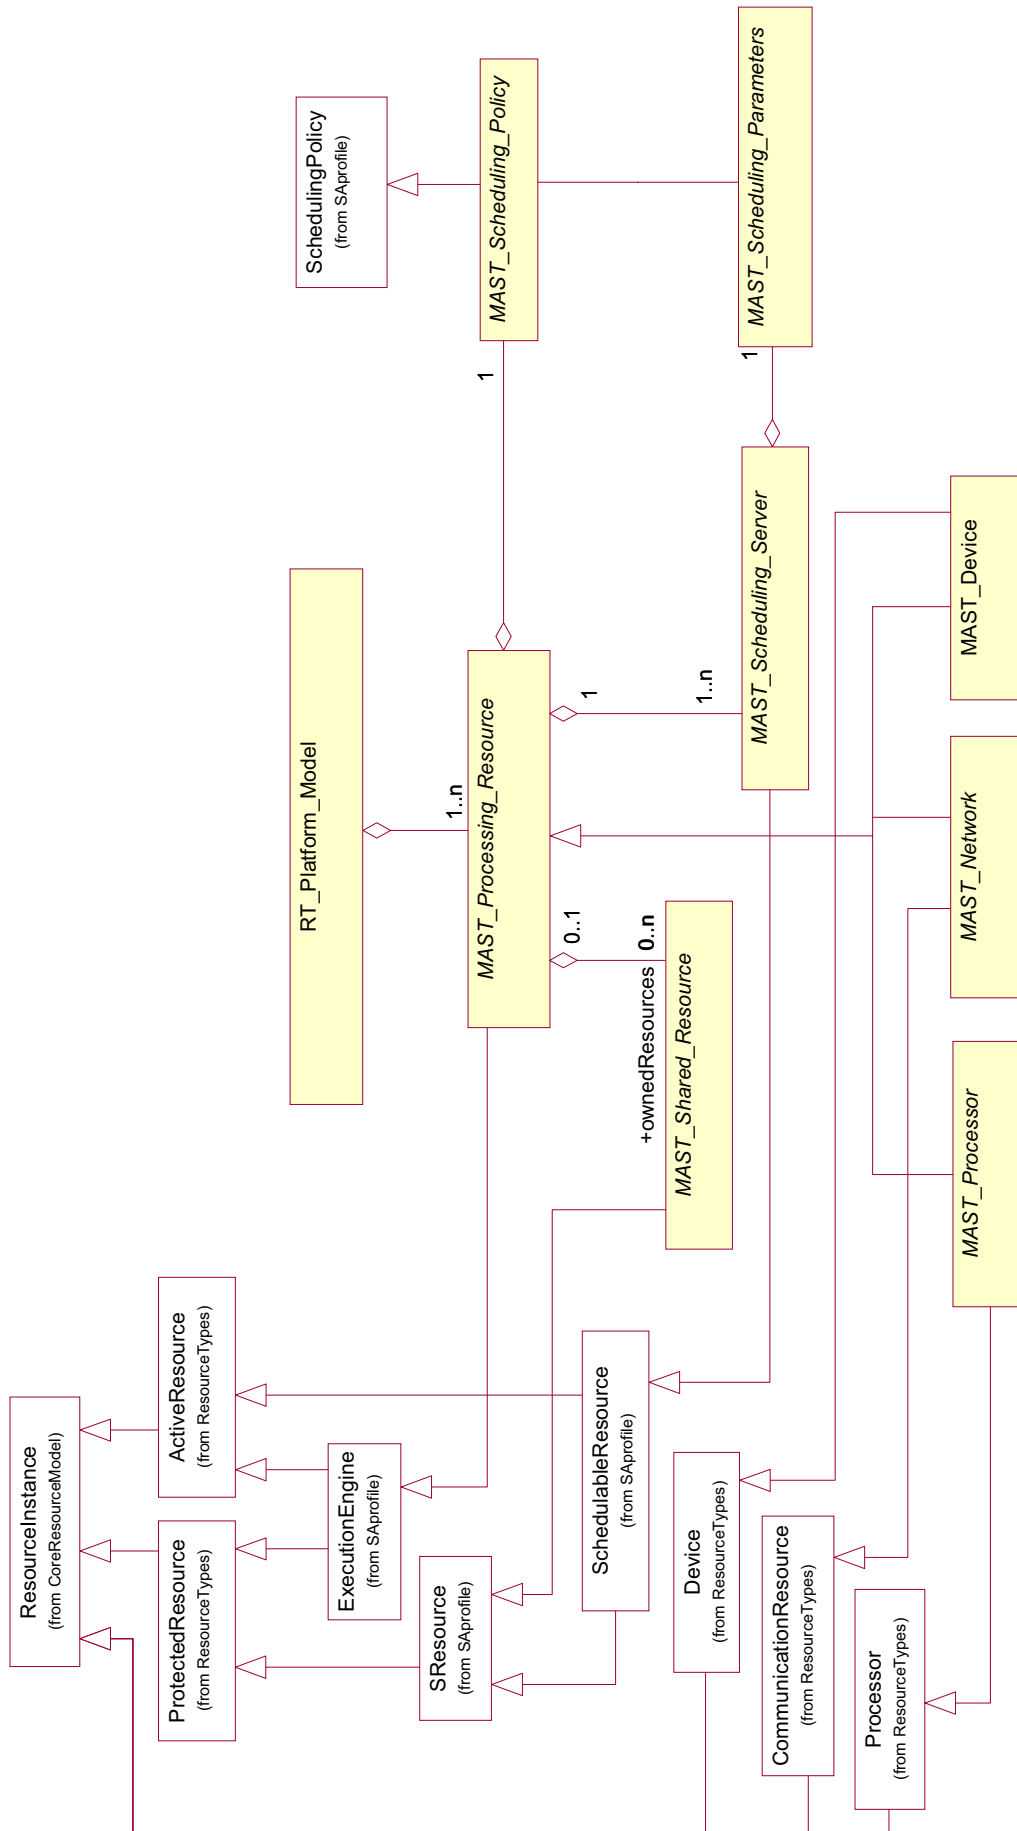 ResourceInstance
(from CoreResourceModel)
ProtectedResource
(from ResourceTypes)
ActiveResource
(from ResourceTypes)
RT_Platform_Model
SchedulingPolicy
(from SAprofile)
ExecutionEngine
(from SAprofile)
SResource
(from SAprofile)
MAST_Processing_Resource
1..n
0..1
1
1
MAST_Scheduling_Policy
SchedulableResource
(from SAprofile)
+ownedResources
0..n
MAST_Shared_Resource
1..n
MAST_Scheduling_Server
1
MAST_Scheduling_Parameters
Device
(from ResourceTypes)
CommunicationResource
(from ResourceTypes)
Processor
(from ResourceTypes)
MAST_Processor
MAST_Network
MAST_Device